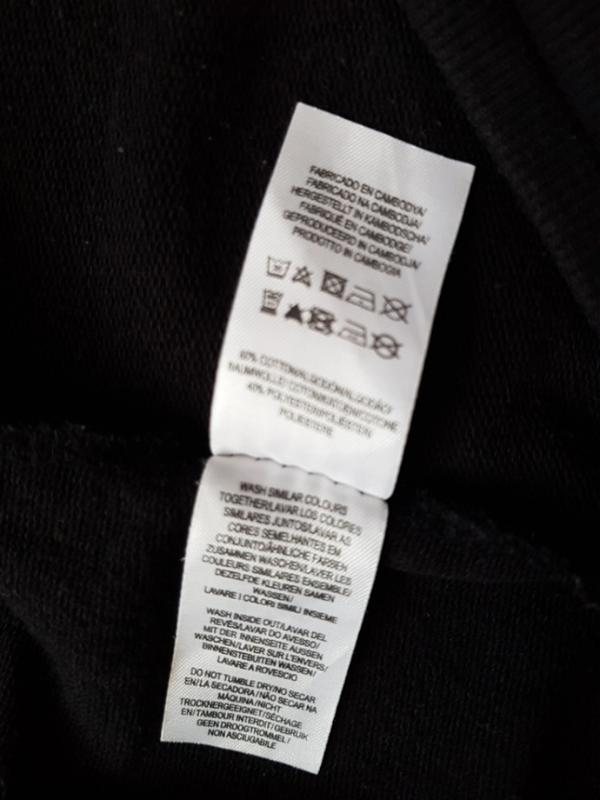 FABRICADO EN CAMBODYA/
FABRICADO NA CAMBODJA/
HERGESTELLT IN KAMBODSCHA/
FABRIQUÉ EN CAMBODGE/
GEPRODUCEERD IN CAMBODJA/
PRODOTTO IN CAMBOGIA
60% COTTON/ALGODÓN/ALGODÃO/
BAUMWOLLE/ COTTON/KATOEN/COTONE
40% POLYESTER/POLIÉSTER/
POLIESTERE
WASH SIMILAR COLOURS
TOGETHER/LAVAR LOS COLORES
SIMILARES JUNTOS/LAVAR AS
CORES SEMELHANTES EM
CONJUNTO/ÄHNLICHE FARBEN
ZUSAMMEN WASCHEN/LAVER LES
COULEURS SIMILAIRES ENSEMBLE/
DEZELFDE KLEUREN SAMEN
WASSEN/
LAVARE I COLORI SIMILI INSIEME
WASH INSIDE OUT/LAVAR DEL
REVÉS/LAVAR DO AVESSO/
MIT DER INNENSEITE AUSSEN
WASCHEN/LAVER SUR L'ENVERS/
BINNENSTEBUITEN WASSEN/
LAVARE A ROVESCIO
DO NOT TUMBLE DRY/NO SECAR
EN/LA SECADORA/NÃO SECAR NA
MÁQUINA/NICHT
TROCKNERGEEIGNET/SÉCHAGE
EN/TAMBOUR INTERDIT/GEBRUIK
GEEN DROOGTROMMEL/
NON ASCIUGABILE